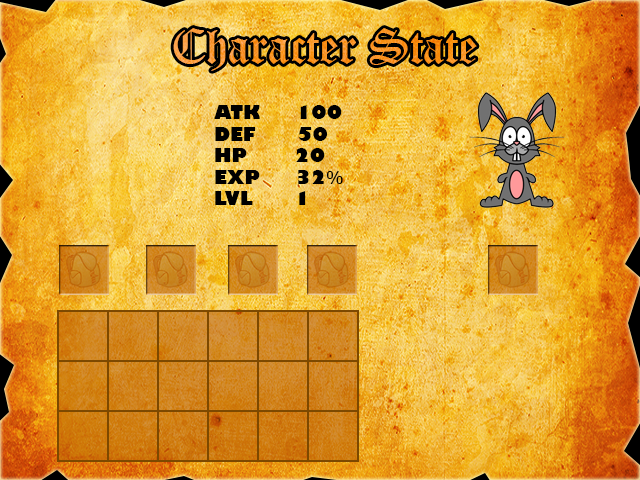 Character State
ATK 100
DEF 50
HP 20
EXP 32%
LVL 1